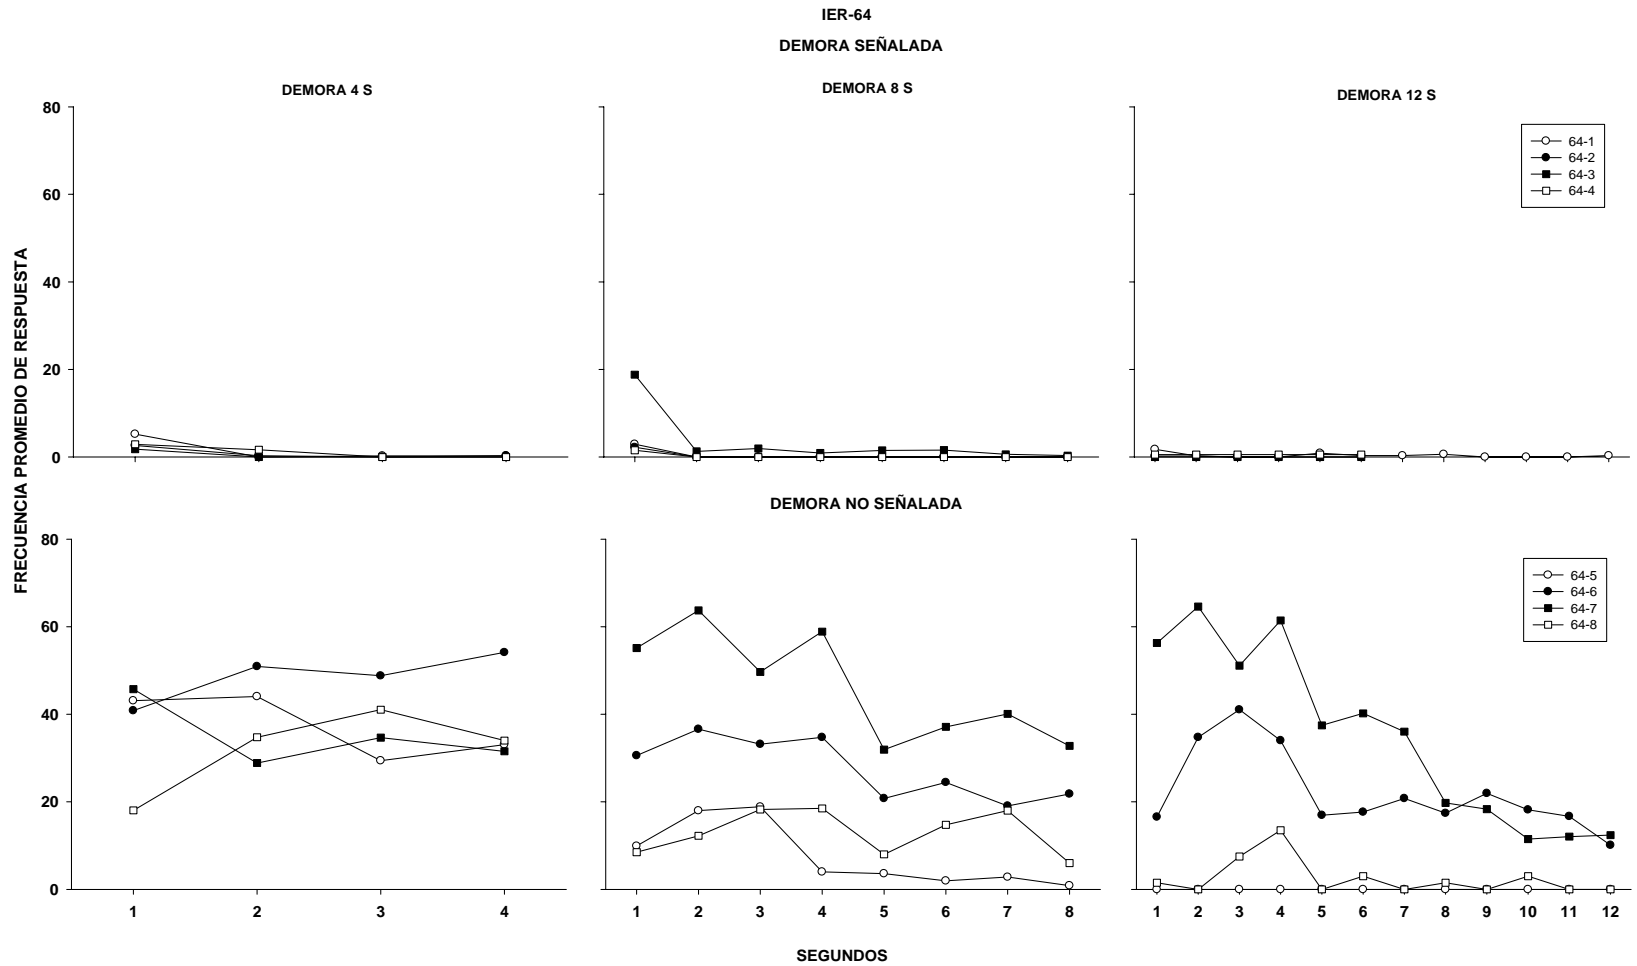 IER-64
DEMORA SEÑALADA
DEMORA 4 S
DEMORA 8 S
DEMORA 12 S
80
60
40
20
0
64-1
64-2
64-3
64-4
FRECUENCIA PROMEDIO DE RESPUESTA
DEMORA NO SEÑALADA
80
60
40
20
0
64-5
64-6
64-7
64-8
1 2 3 4
1 2 3 4 5 6 7 8
1 2 3 4 5 6 7 8 9 10 11 12
SEGUNDOS